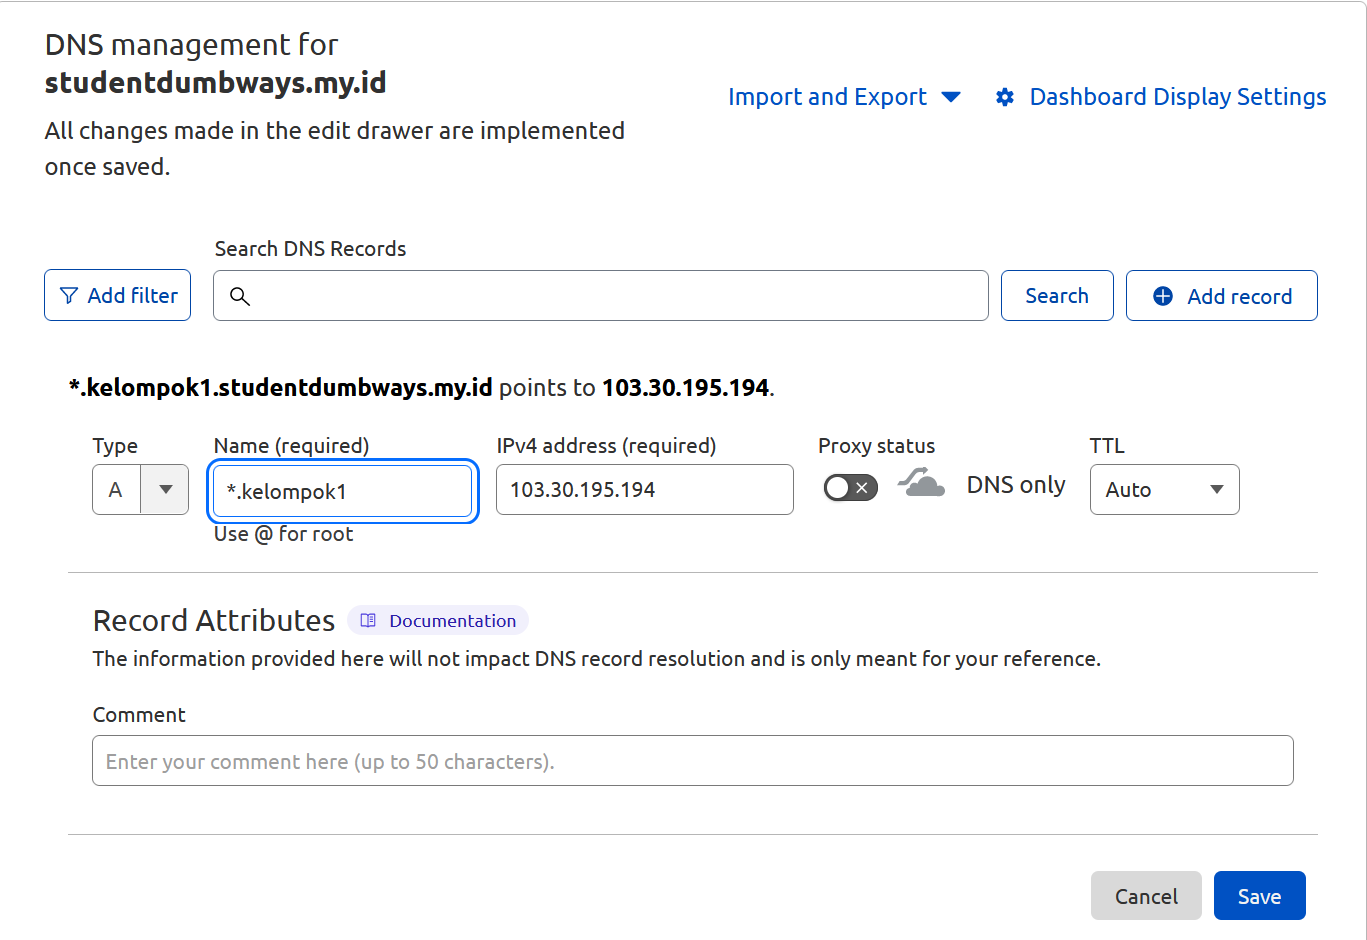 DNS management for
studentdumbways.my.id
All changes made in the edit drawer are implemented
once saved.
Import and Export
Dashboard Display Settings
Search DNS Records
Add filter
Search
Add record
*.kelompok1.studentdumbways.my.id points to 103.30.195.194.
Type
Name (required)
IPv4 address (required)
Proxy status
TTL
A
*.kelompok1
103.30.195.194
DNS only
Auto
Use @ for root
Record Attributes
Documentation
The information provided here will not impact DNS record resolution and is only meant for your reference.
Comment
Enter your comment here (up to 50 characters).
Cancel
Save